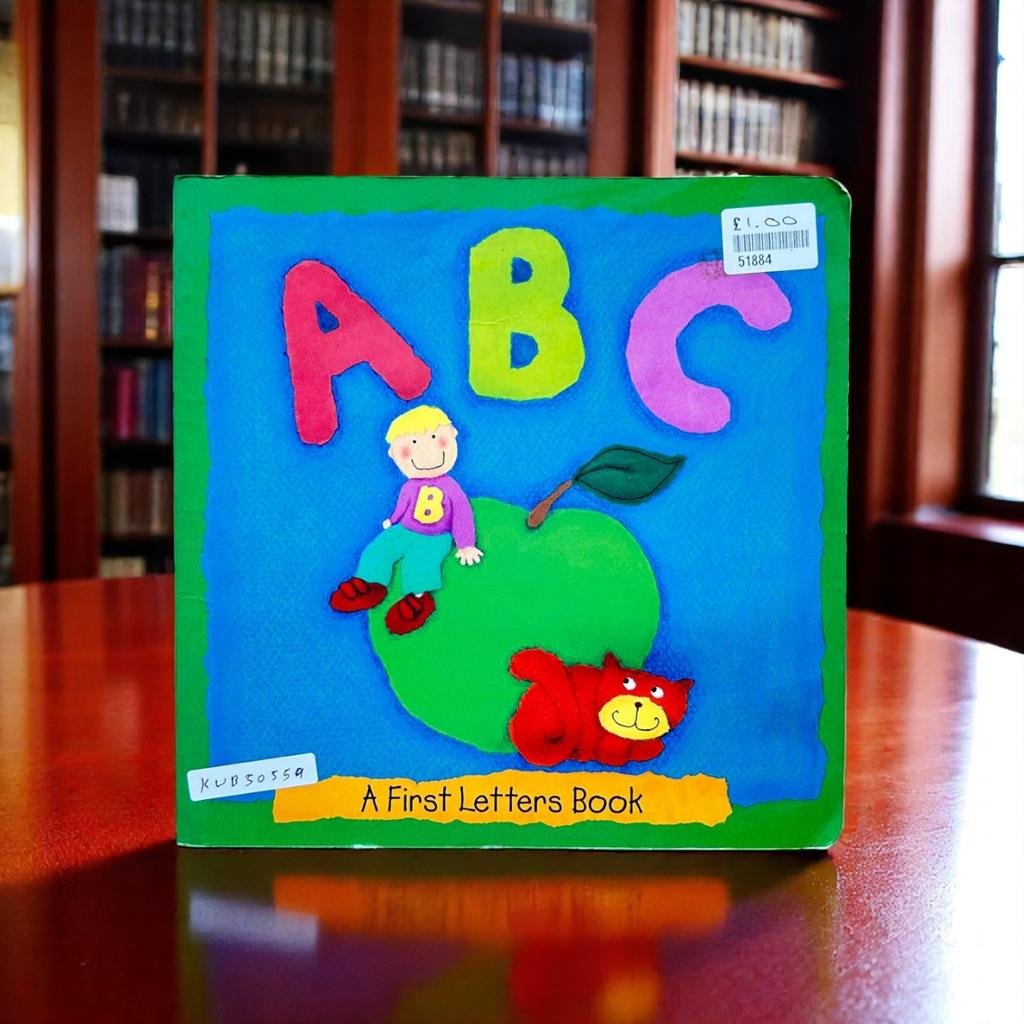 £1.00
51884
A B C
B
KUB30559
A First Letters Book